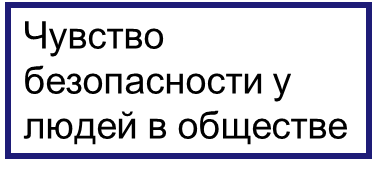 Чувство
безопасности у
людей в обществе